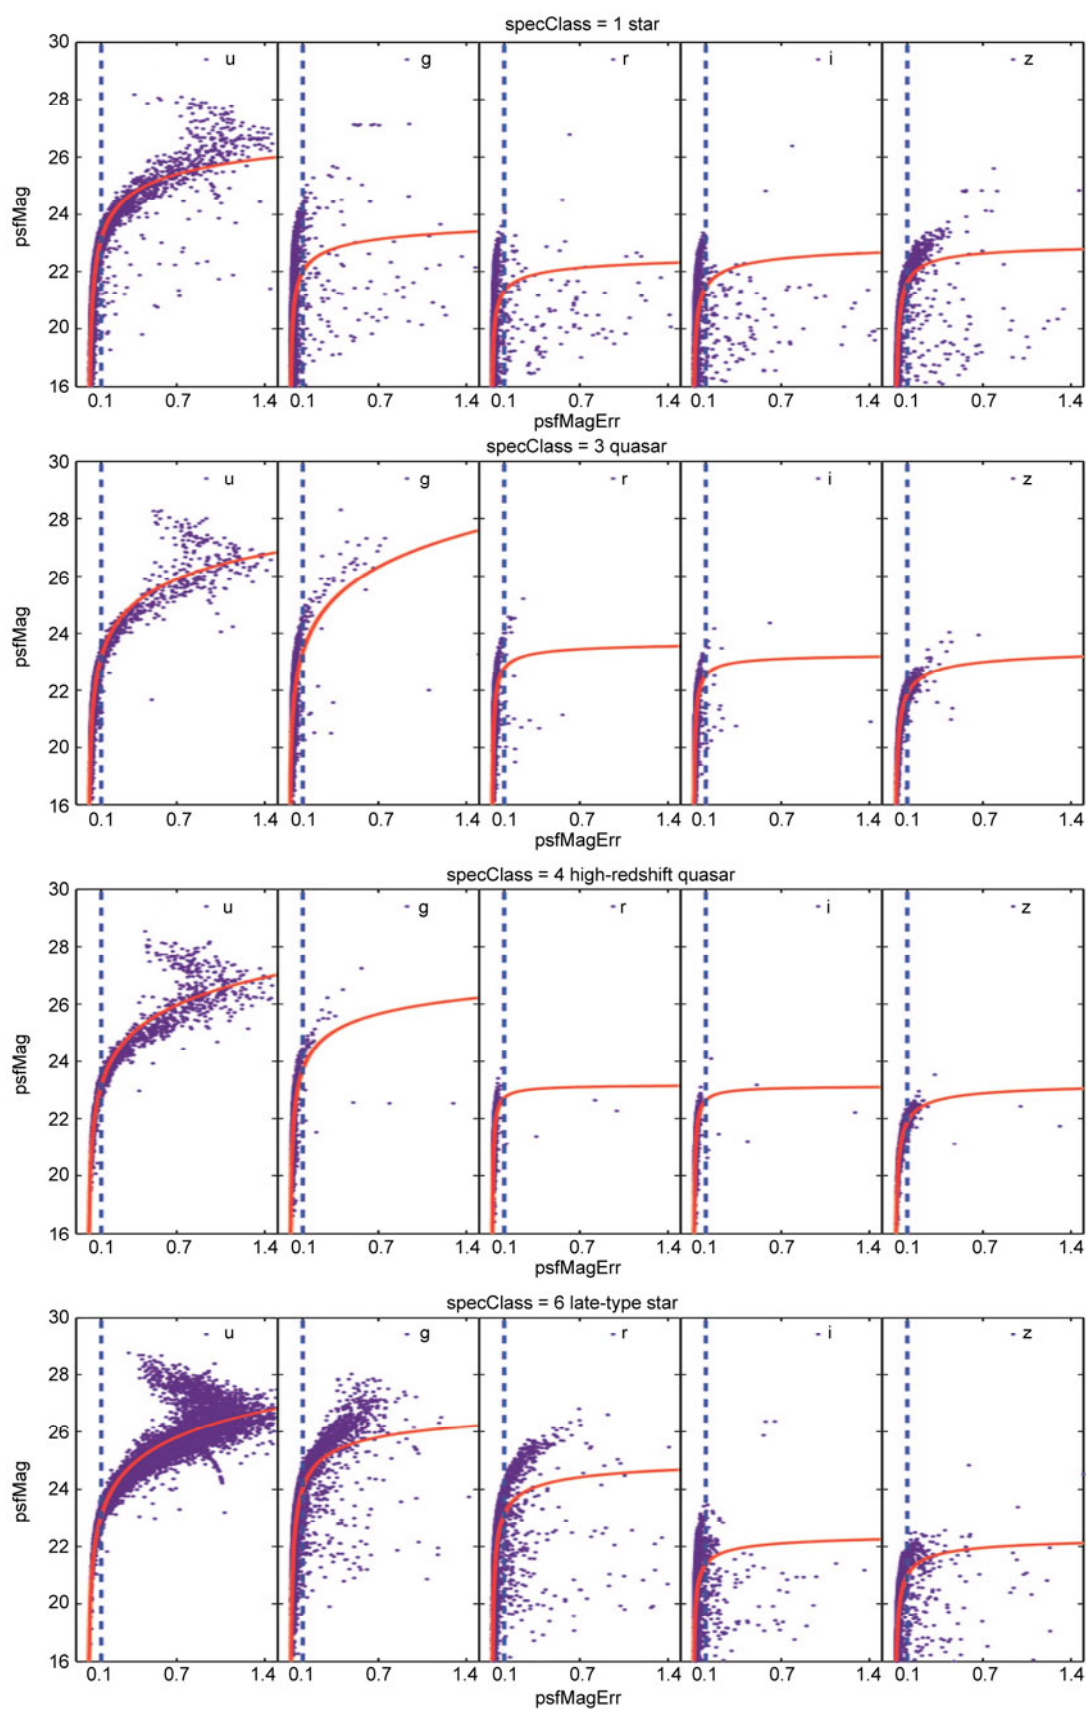 specClass = 1 star
30 28 26 24 22 20 18 16
psfMag
u g r i z
0.1 0.7 1.4 0.1 0.7 1.4 0.1 0.7 1.4 0.1 0.7 1.4 0.1 0.7 1.4
psfMagErr
specClass = 3 quasar
30 28 26 24 22 20 18 16
psfMag
u g r i z
0.1 0.7 1.4 0.1 0.7 1.4 0.1 0.7 1.4 0.1 0.7 1.4 0.1 0.7 1.4
psfMagErr
specClass = 4 high-redshift quasar
30 28 26 24 22 20 18 16
psfMag
u g r i z
0.1 0.7 1.4 0.1 0.7 1.4 0.1 0.7 1.4 0.1 0.7 1.4 0.1 0.7 1.4
psfMagErr
specClass = 6 late-type star
30 28 26 24 22 20 18 16
psfMag
u g r i z
0.1 0.7 1.4 0.1 0.7 1.4 0.1 0.7 1.4 0.1 0.7 1.4 0.1 0.7 1.4
psfMagErr